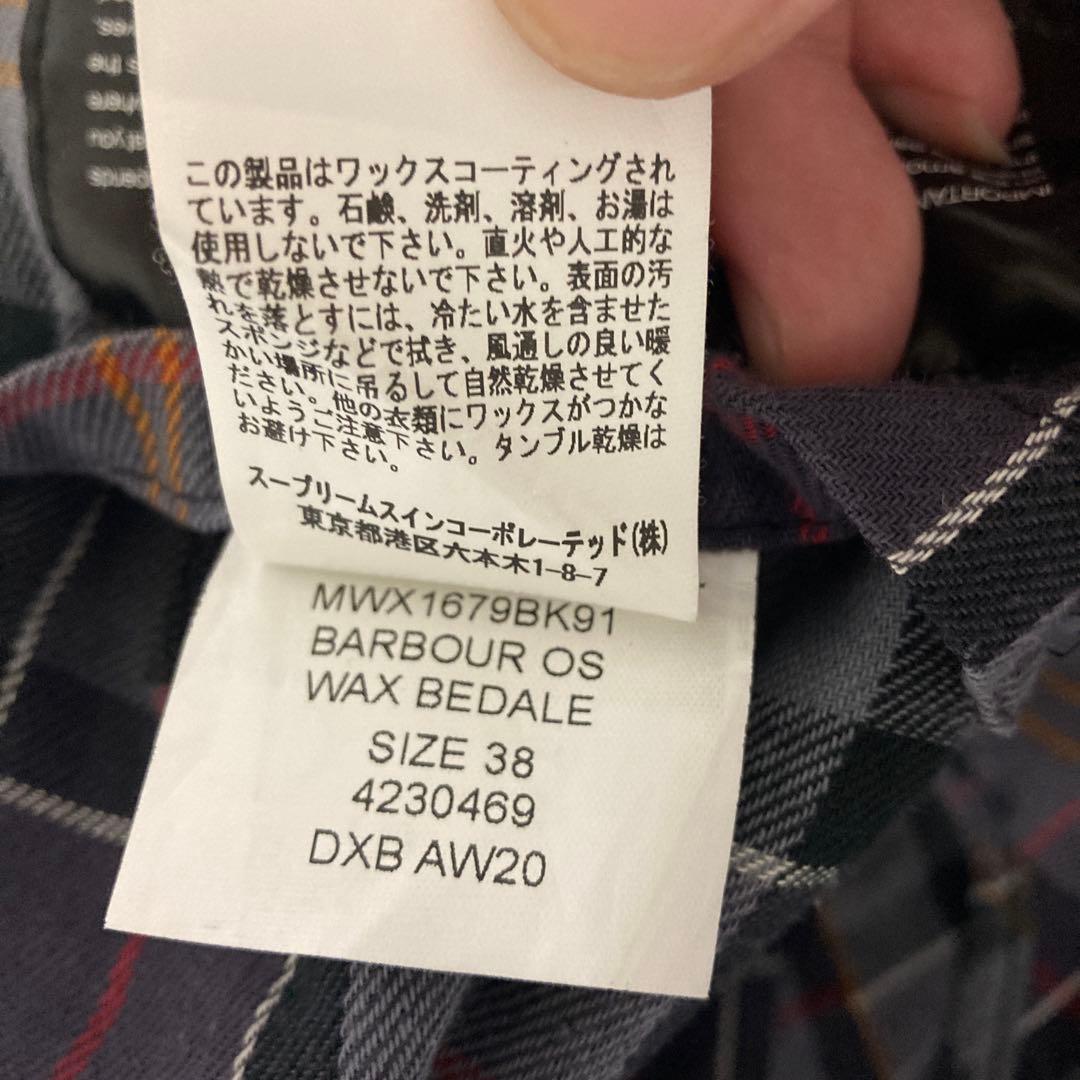 この製品はワックスコーティングされ
ています。石鹸、洗剤、溶剤、お湯は
使用しないで下さい。直火や人工的な
熱で乾燥させないで下さい。表面の汚
れを落とすには、冷たい水を含ませた
スポンジなどで拭き、風通しの良い暖
かい場所に吊るして自然乾燥させてく
ださい。他の衣類にワックスがつかな
いようご注意下さい。タンブル乾燥は
お避け下さい。
スープリームスインコーポレーテッド(株)
東京都港区六本木1-8-7
MWX1679BK91
BARBOUR OS
WAX BEDALE
SIZE 38
4230469
DXB AW20
s the
where
at you
IMPORTAN